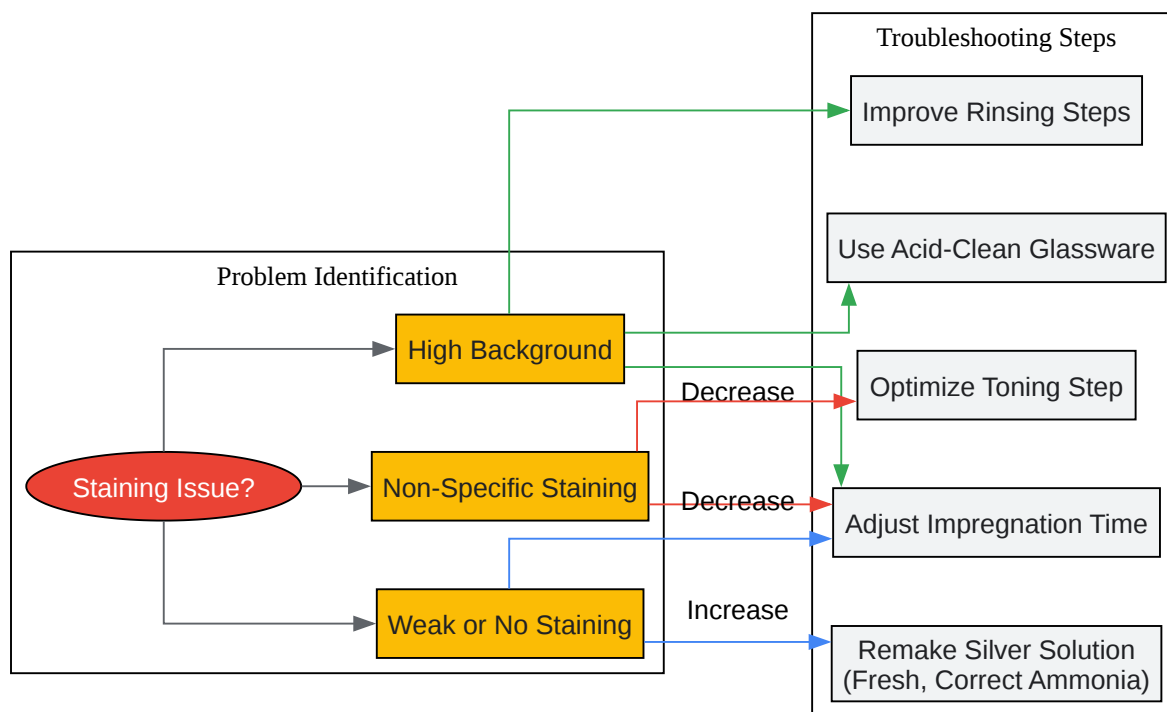 Troubleshooting Steps
Improve Rinsing Steps
Use Acid-Clean Glassware
Problem Identification
High Background
Optimize Toning Step
Decrease
Staining Issue?
Non-Specific Staining
Decrease
Adjust Impregnation Time
Weak or No Staining
Increase
Remake Silver Solution
(Fresh, Correct Ammonia)